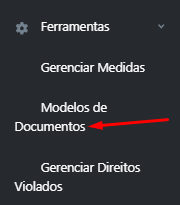 Ferramentas
Gerenciar Medidas
Modelos de
Documentos
Gerenciar Direitos
Violados